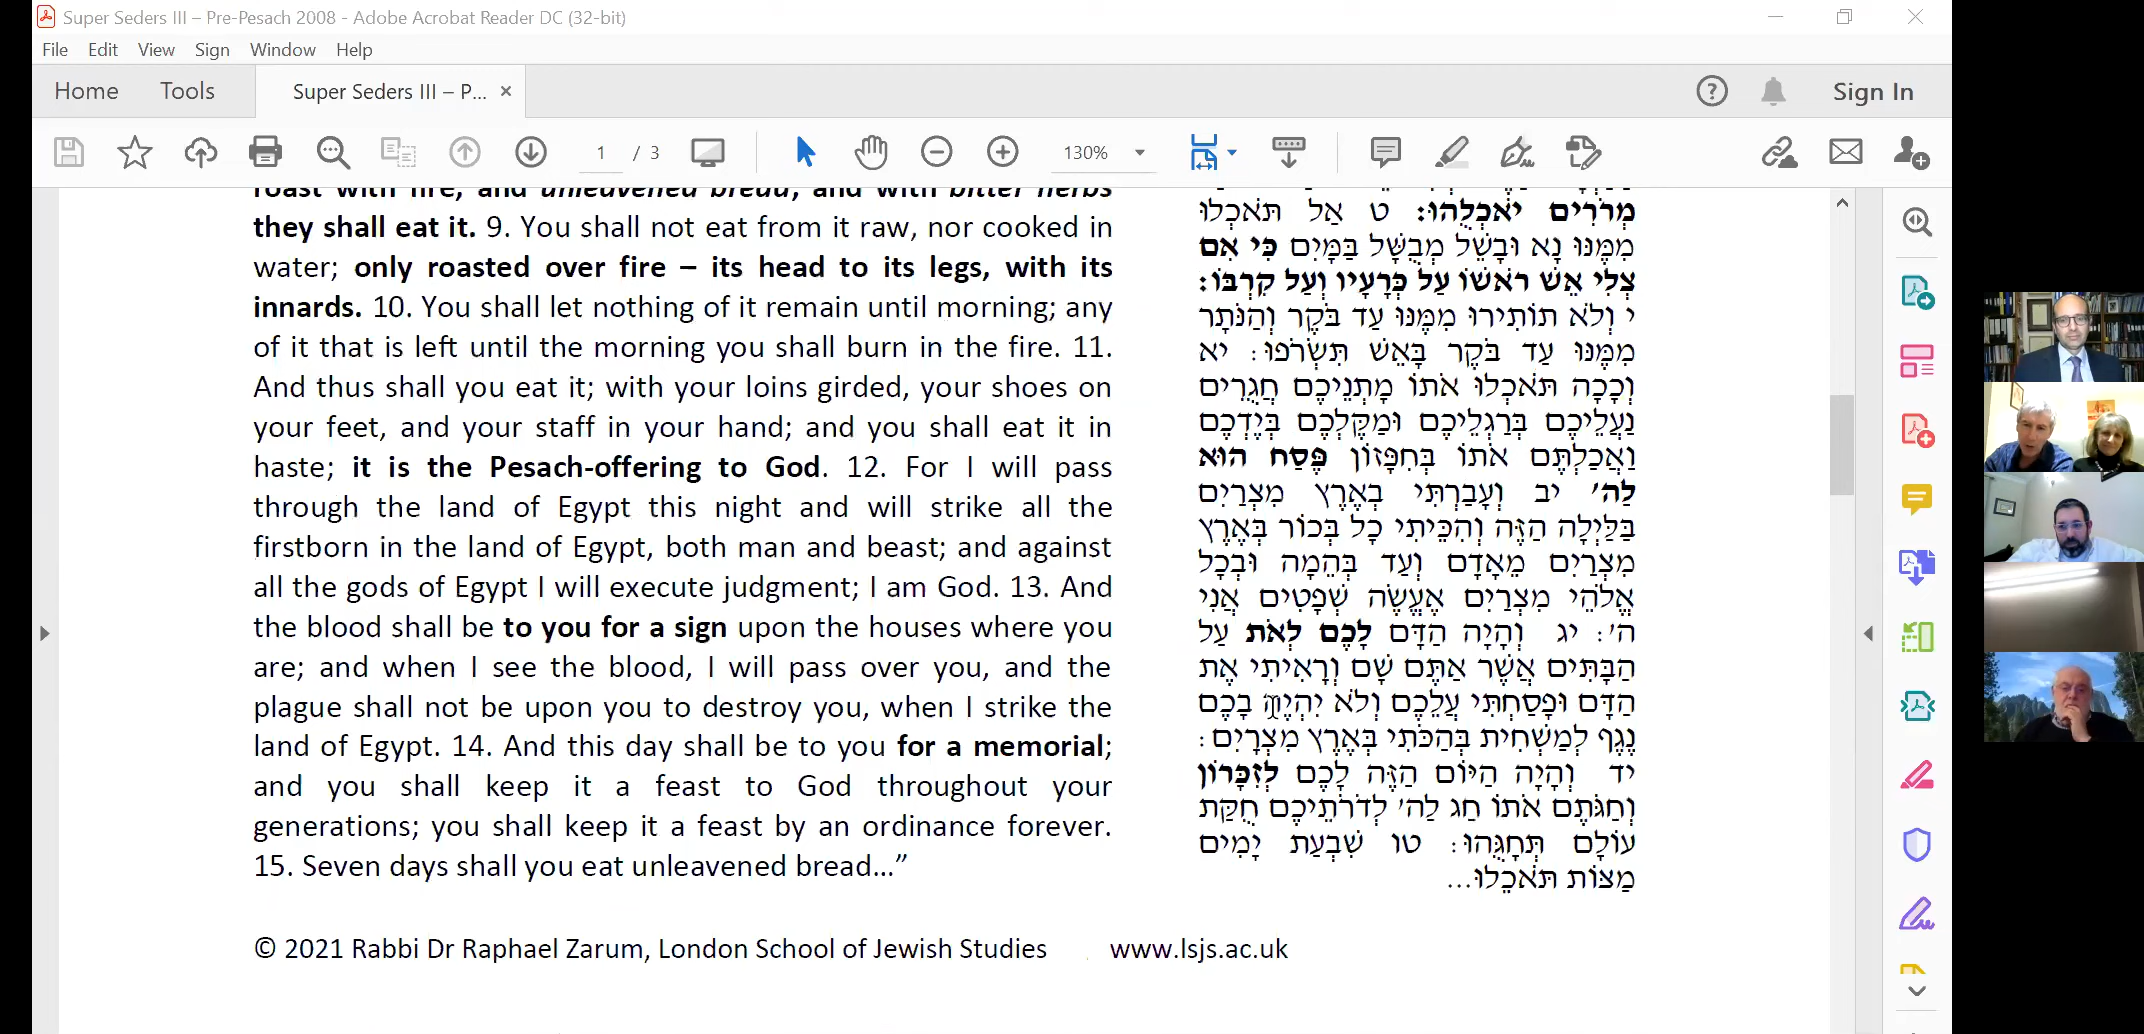 Super Seders III – Pre-Pesach 2008 - Adobe Acrobat Reader DC (32-bit)
File Edit View Sign Window Help
Home Tools Super Seders III – P... × Sign In
1 / 3 130%
roast with fire, and unleavened bread, and with bitter herbs
they shall eat it. 9. You shall not eat from it raw, nor cooked in
water; only roasted over fire – its head to its legs, with its
innards. 10. You shall let nothing of it remain until morning; any
of it that is left until the morning you shall burn in the fire. 11.
And thus shall you eat it; with your loins girded, your shoes on
your feet, and your staff in your hand; and you shall eat it in
haste; it is the Pesach-offering to God. 12. For I will pass
through the land of Egypt this night and will strike all the
firstborn in the land of Egypt, both man and beast; and against
all the gods of Egypt I will execute judgment; I am God. 13. And
the blood shall be to you for a sign upon the houses where you
are; and when I see the blood, I will pass over you, and the
plague shall not be upon you to destroy you, when I strike the
land of Egypt. 14. And this day shall be to you for a memorial;
and you shall keep it a feast to God throughout your
generations; you shall keep it a feast by an ordinance forever.
15. Seven days shall you eat unleavened bread…”
מְרֹרִים יֹאכְלֻהוּ: ט אַל תֹּאכְלוּ
מִמֶּנּוּ נָא וּבָשֵׁל מְבֻשָּׁל בַּמָּיִם כִּי אִם
צְלִי אֵשׁ רֹאשׁוֹ עַל כְּרָעָיו וְעַל קִרְבּוֹ:
י וְלֹא תוֹתִירוּ מִמֶּנּוּ עַד בֹּקֶר וְהַנֹּתָר
מִמֶּנּוּ עַד בֹּקֶר בָּאֵשׁ תִּשְׂרֹפוּ: יא
וְכָכָה תֹּאכְלוּ אֹתוֹ מָתְנֵיכֶם חֲגֻרִים
נַעֲלֵיכֶם בְּרַגְלֵיכֶם וּמַקֶּלְכֶם בְּיֶדְכֶם
וַאֲכַלְתֶּם אֹתוֹ בְּחִפָּזוֹן פֶּסַח הוּא
לַה׳ יב וְעָבַרְתִּי בְאֶרֶץ מִצְרַיִם
בַּלַּיְלָה הַזֶּה וְהִכֵּיתִי כָל בְּכוֹר בְּאֶרֶץ
מִצְרַיִם מֵאָדָם וְעַד בְּהֵמָה וּבְכָל
אֱלֹהֵי מִצְרַיִם אֶעֱשֶׂה שְׁפָטִים אֲנִי
ה׳: יג וְהָיָה הַדָּם לָכֶם לְאֹת עַל
הַבָּתִּים אֲשֶׁר אַתֶּם שָׁם וְרָאִיתִי אֶת
הַדָּם וּפָסַחְתִּי עֲלֵכֶם וְלֹא יִהְיֶה בָכֶם
נֶגֶף לְמַשְׁחִית בְּהַכֹּתִי בְּאֶרֶץ מִצְרָיִם:
יד וְהָיָה הַיּוֹם הַזֶּה לָכֶם לְזִכָּרוֹן
וְחַגֹּתֶם אֹתוֹ חַג לַה׳ לְדֹרֹתֵיכֶם חֻקַּת
עוֹלָם תְּחָגֻּהוּ: טו שִׁבְעַת יָמִים
מַצּוֹת תֹּאכֵלוּ...
© 2021 Rabbi Dr Raphael Zarum, London School of Jewish Studies www.lsjs.ac.uk